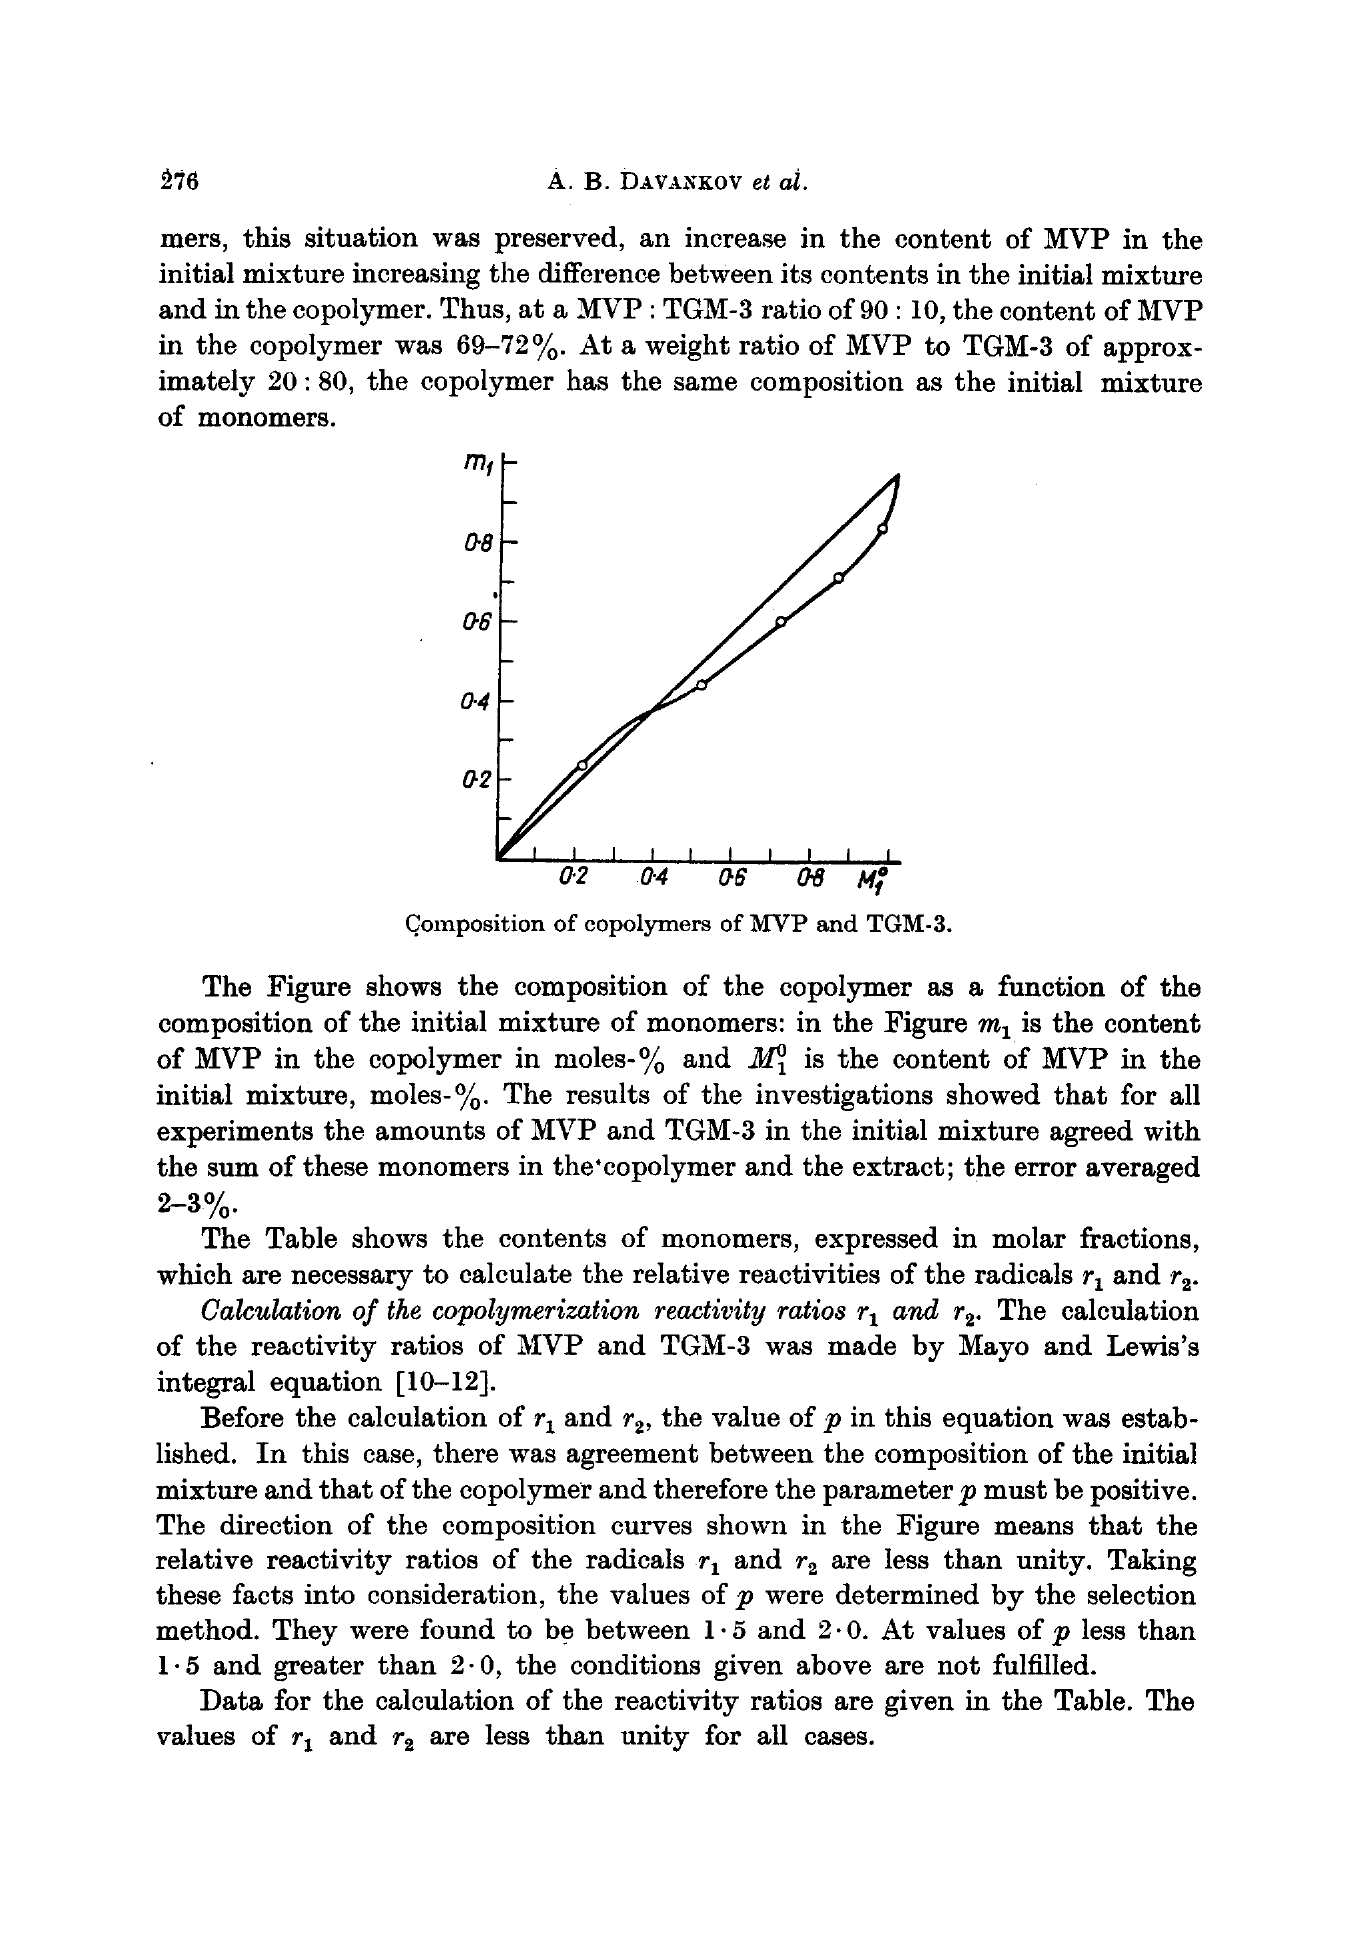 276
A. B. DAVANKOV et al.
mers, this situation was preserved, an increase in the content of MVP in the
initial mixture increasing the difference between its contents in the initial mixture
and in the copolymer. Thus, at a MVP : TGM-3 ratio of 90 : 10, the content of MVP
in the copolymer was 69–72%. At a weight ratio of MVP to TGM-3 of approx-
imately 20 : 80, the copolymer has the same composition as the initial mixture
of monomers.
m₁
0·8
0·6
0·4
0·2
0·2 0·4 0·6 0·8 M₁⁰
Composition of copolymers of MVP and TGM-3.
The Figure shows the composition of the copolymer as a function of the
composition of the initial mixture of monomers: in the Figure m₁ is the content
of MVP in the copolymer in moles-% and M₁⁰ is the content of MVP in the
initial mixture, moles-%. The results of the investigations showed that for all
experiments the amounts of MVP and TGM-3 in the initial mixture agreed with
the sum of these monomers in the copolymer and the extract; the error averaged
2–3%.
The Table shows the contents of monomers, expressed in molar fractions,
which are necessary to calculate the relative reactivities of the radicals r₁ and r₂.
Calculation of the copolymerization reactivity ratios r₁ and r₂. The calculation
of the reactivity ratios of MVP and TGM-3 was made by Mayo and Lewis's
integral equation [10–12].
Before the calculation of r₁ and r₂, the value of p in this equation was estab-
lished. In this case, there was agreement between the composition of the initial
mixture and that of the copolymer and therefore the parameter p must be positive.
The direction of the composition curves shown in the Figure means that the
relative reactivity ratios of the radicals r₁ and r₂ are less than unity. Taking
these facts into consideration, the values of p were determined by the selection
method. They were found to be between 1·5 and 2·0. At values of p less than
1·5 and greater than 2·0, the conditions given above are not fulfilled.
Data for the calculation of the reactivity ratios are given in the Table. The
values of r₁ and r₂ are less than unity for all cases.